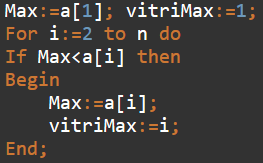 Max:=a[1]; vitriMax:=1;
For i:=2 to n do
If Max<a[i] then
Begin
    Max:=a[i];
    vitriMax:=i;
End;